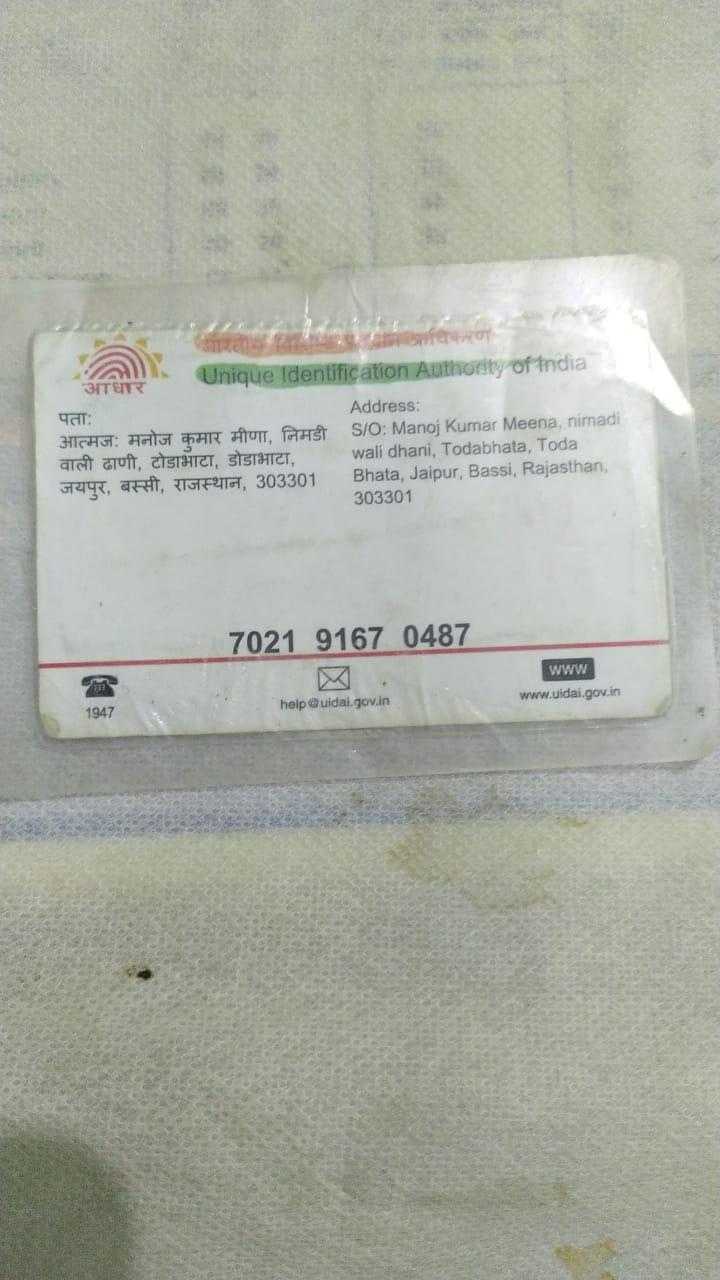 आधार
भारतीय विशिष्ट पहचान प्राधिकरण
Unique Identification Authority of India
पता:
आत्मजः मनोज कुमार मीणा, निमडी
वाली ढाणी, टोडाभाटा, डोडाभाटा,
जयपुर, बस्सी, राजस्थान, 303301
Address:
S/O: Manoj Kumar Meena, nimadi
wali dhani, Todabhata, Toda
Bhata, Jaipur, Bassi, Rajasthan,
303301
7021 9167 0487
1947
help@uidai.gov.in
www
www.uidai.gov.in